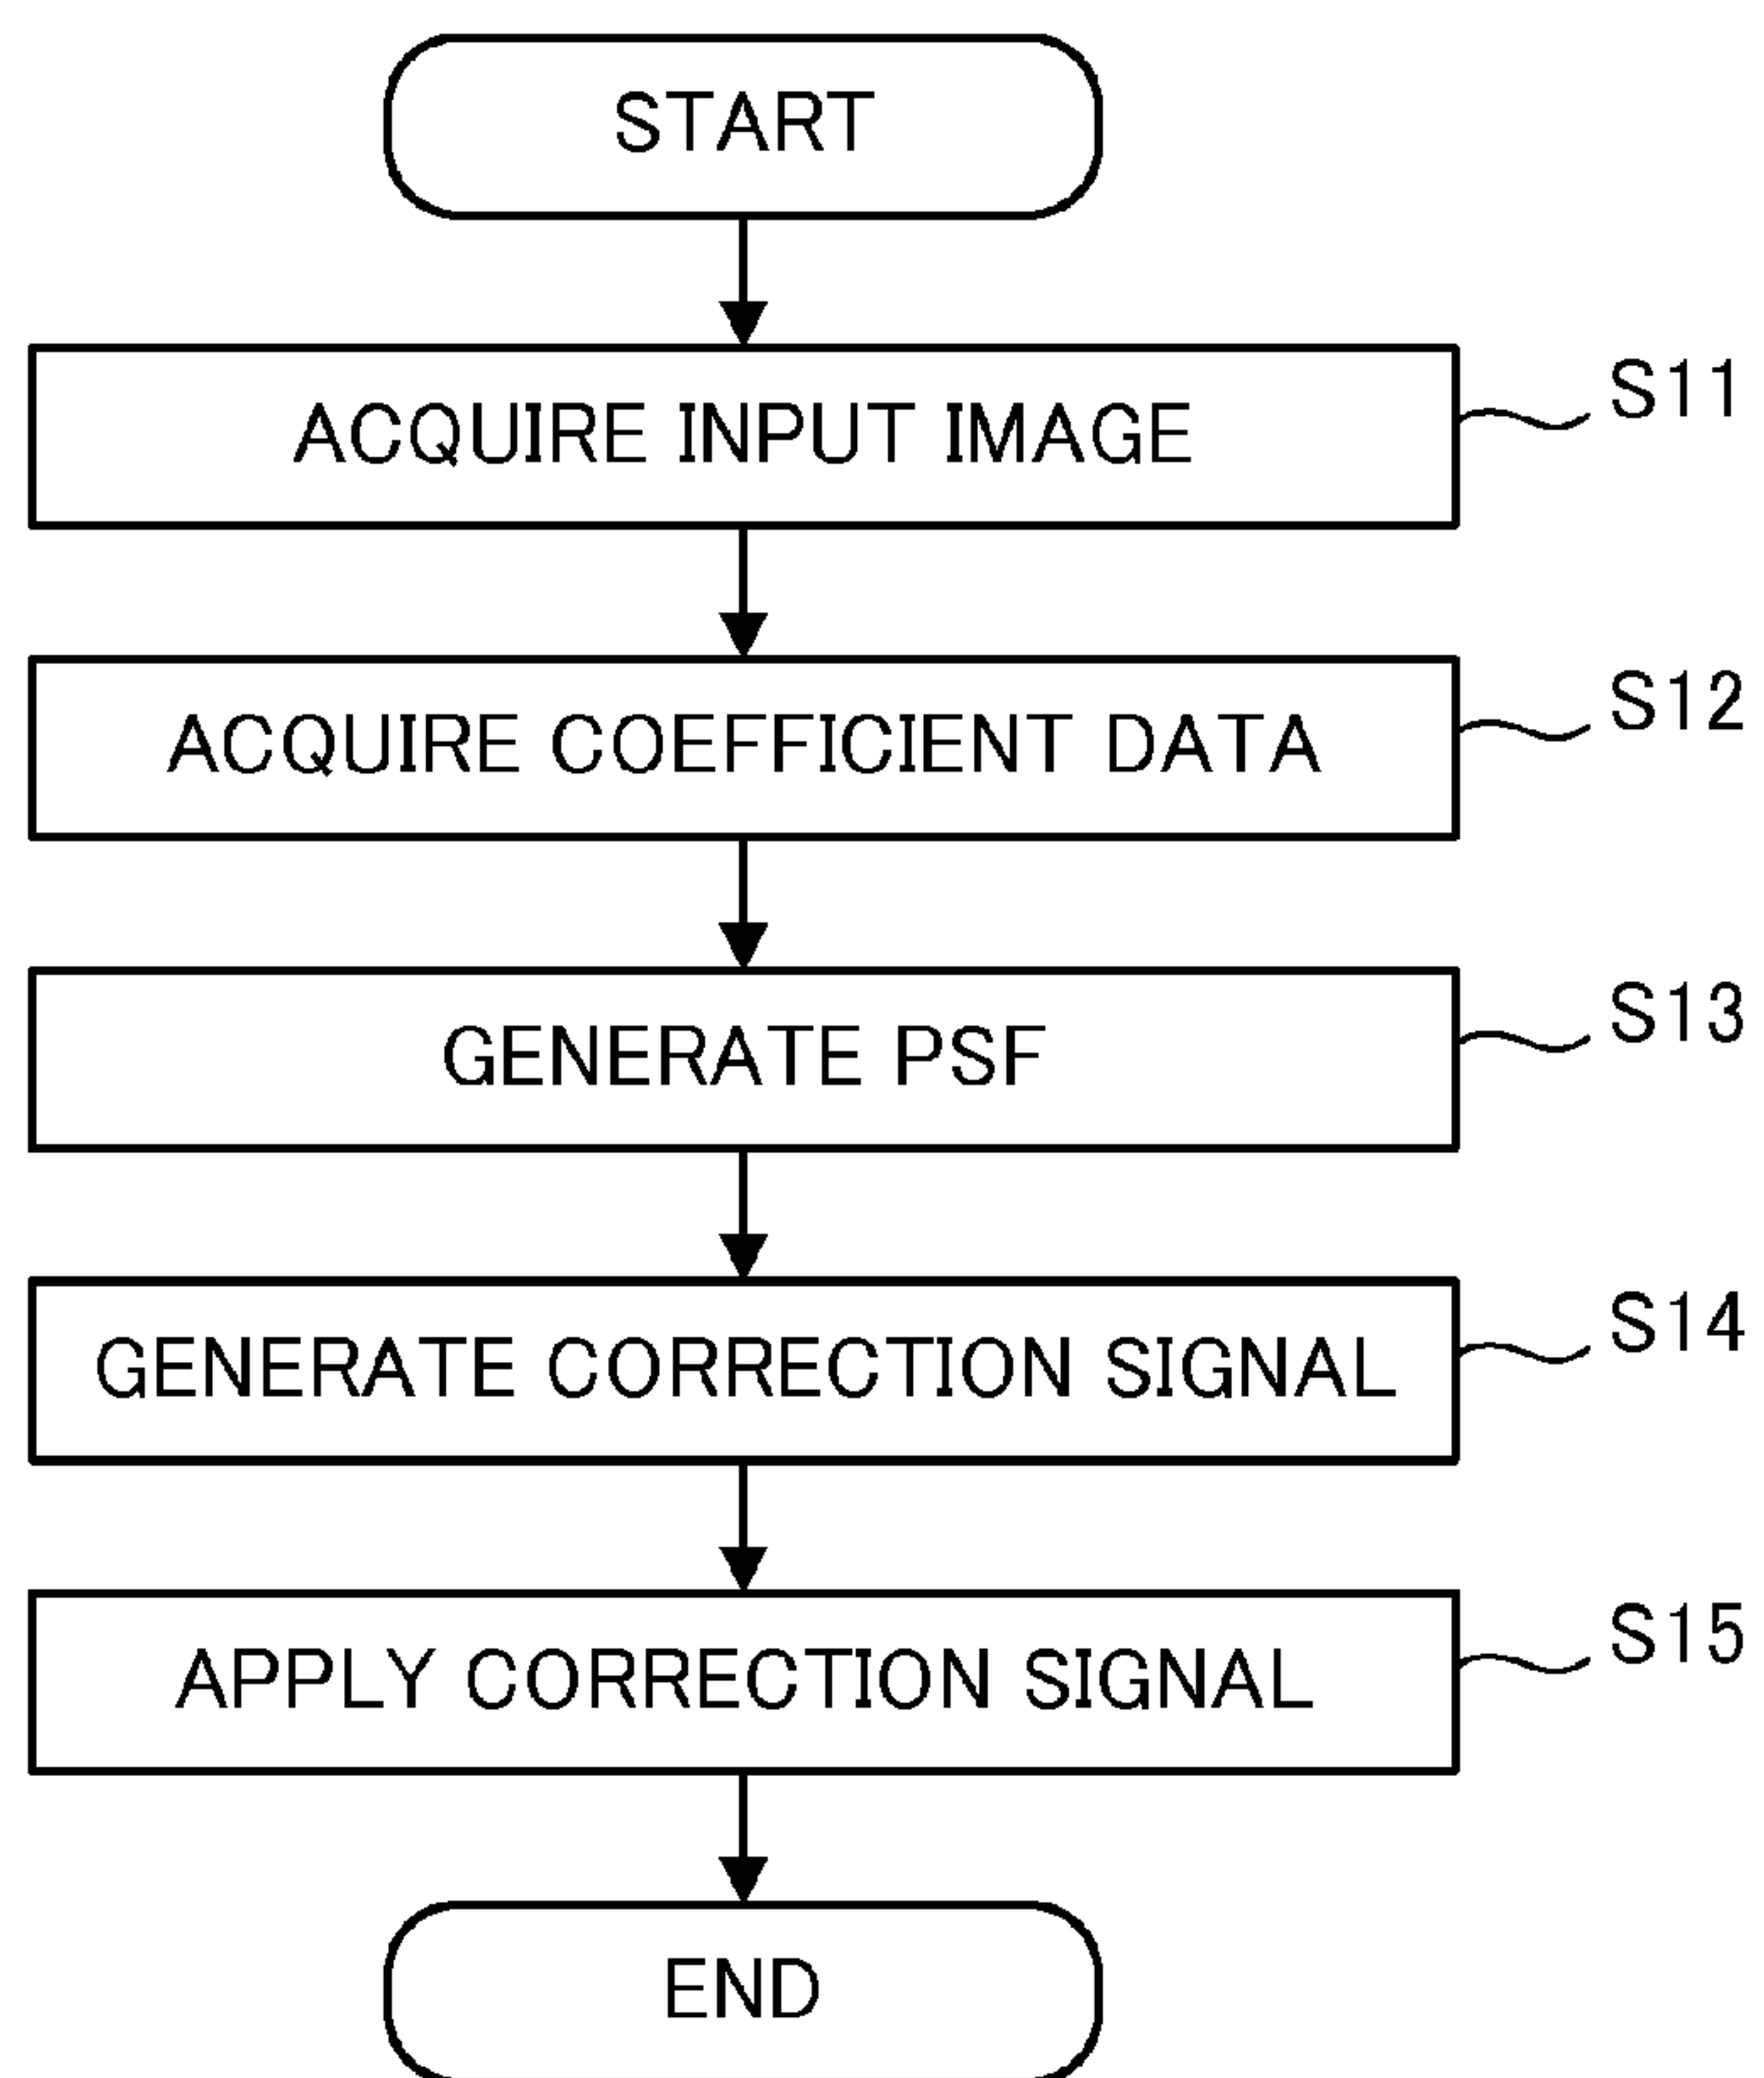 START
ACQUIRE INPUT IMAGE S11
ACQUIRE COEFFICIENT DATA S12
GENERATE PSF S13
GENERATE CORRECTION SIGNAL S14
APPLY CORRECTION SIGNAL S15
END